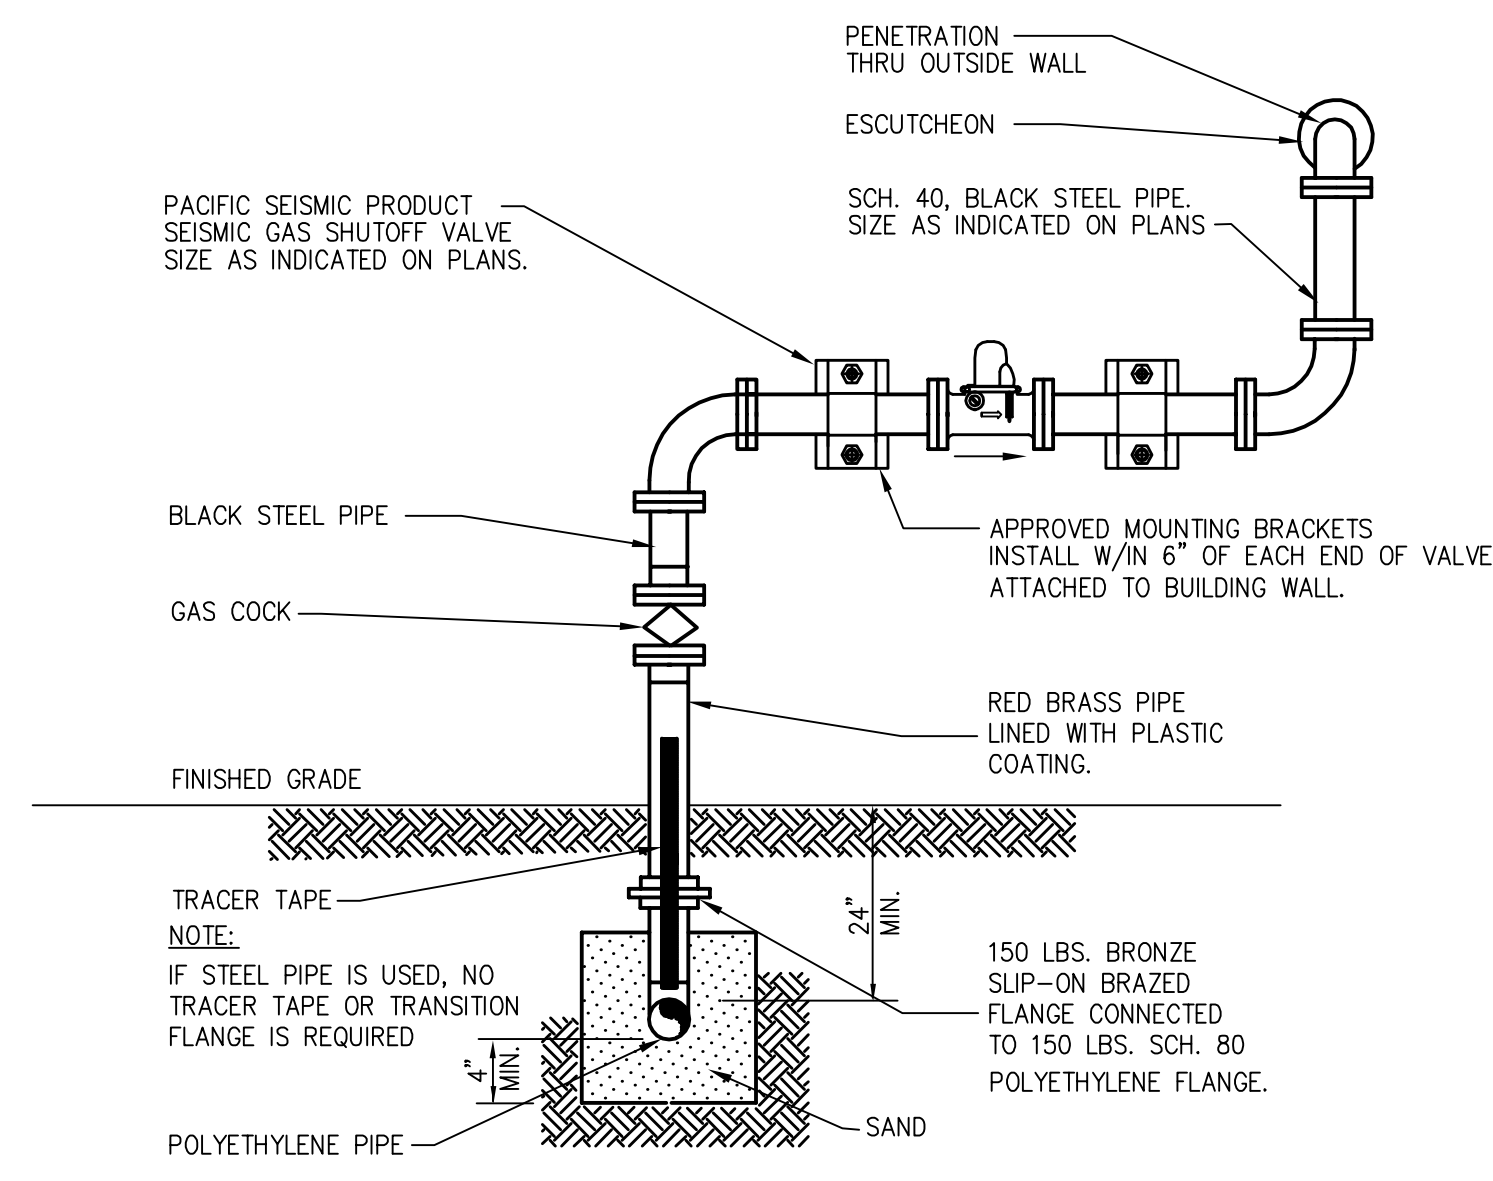 PENETRATION
THRU OUTSIDE WALL
ESCUTCHEON
SCH. 40, BLACK STEEL PIPE.
SIZE AS INDICATED ON PLANS
PACIFIC SEISMIC PRODUCT
SEISMIC GAS SHUTOFF VALVE
SIZE AS INDICATED ON PLANS.
BLACK STEEL PIPE
APPROVED MOUNTING BRACKETS
INSTALL W/IN 6" OF EACH END OF VALVE
ATTACHED TO BUILDING WALL.
GAS COCK
RED BRASS PIPE
LINED WITH PLASTIC
COATING.
FINISHED GRADE
TRACER TAPE
NOTE:
IF STEEL PIPE IS USED, NO
TRACER TAPE OR TRANSITION
FLANGE IS REQUIRED
24"
MIN.
150 LBS. BRONZE
SLIP-ON BRAZED
FLANGE CONNECTED
TO 150 LBS. SCH. 80
POLYETHYLENE FLANGE.
4"
MIN.
SAND
POLYETHYLENE PIPE